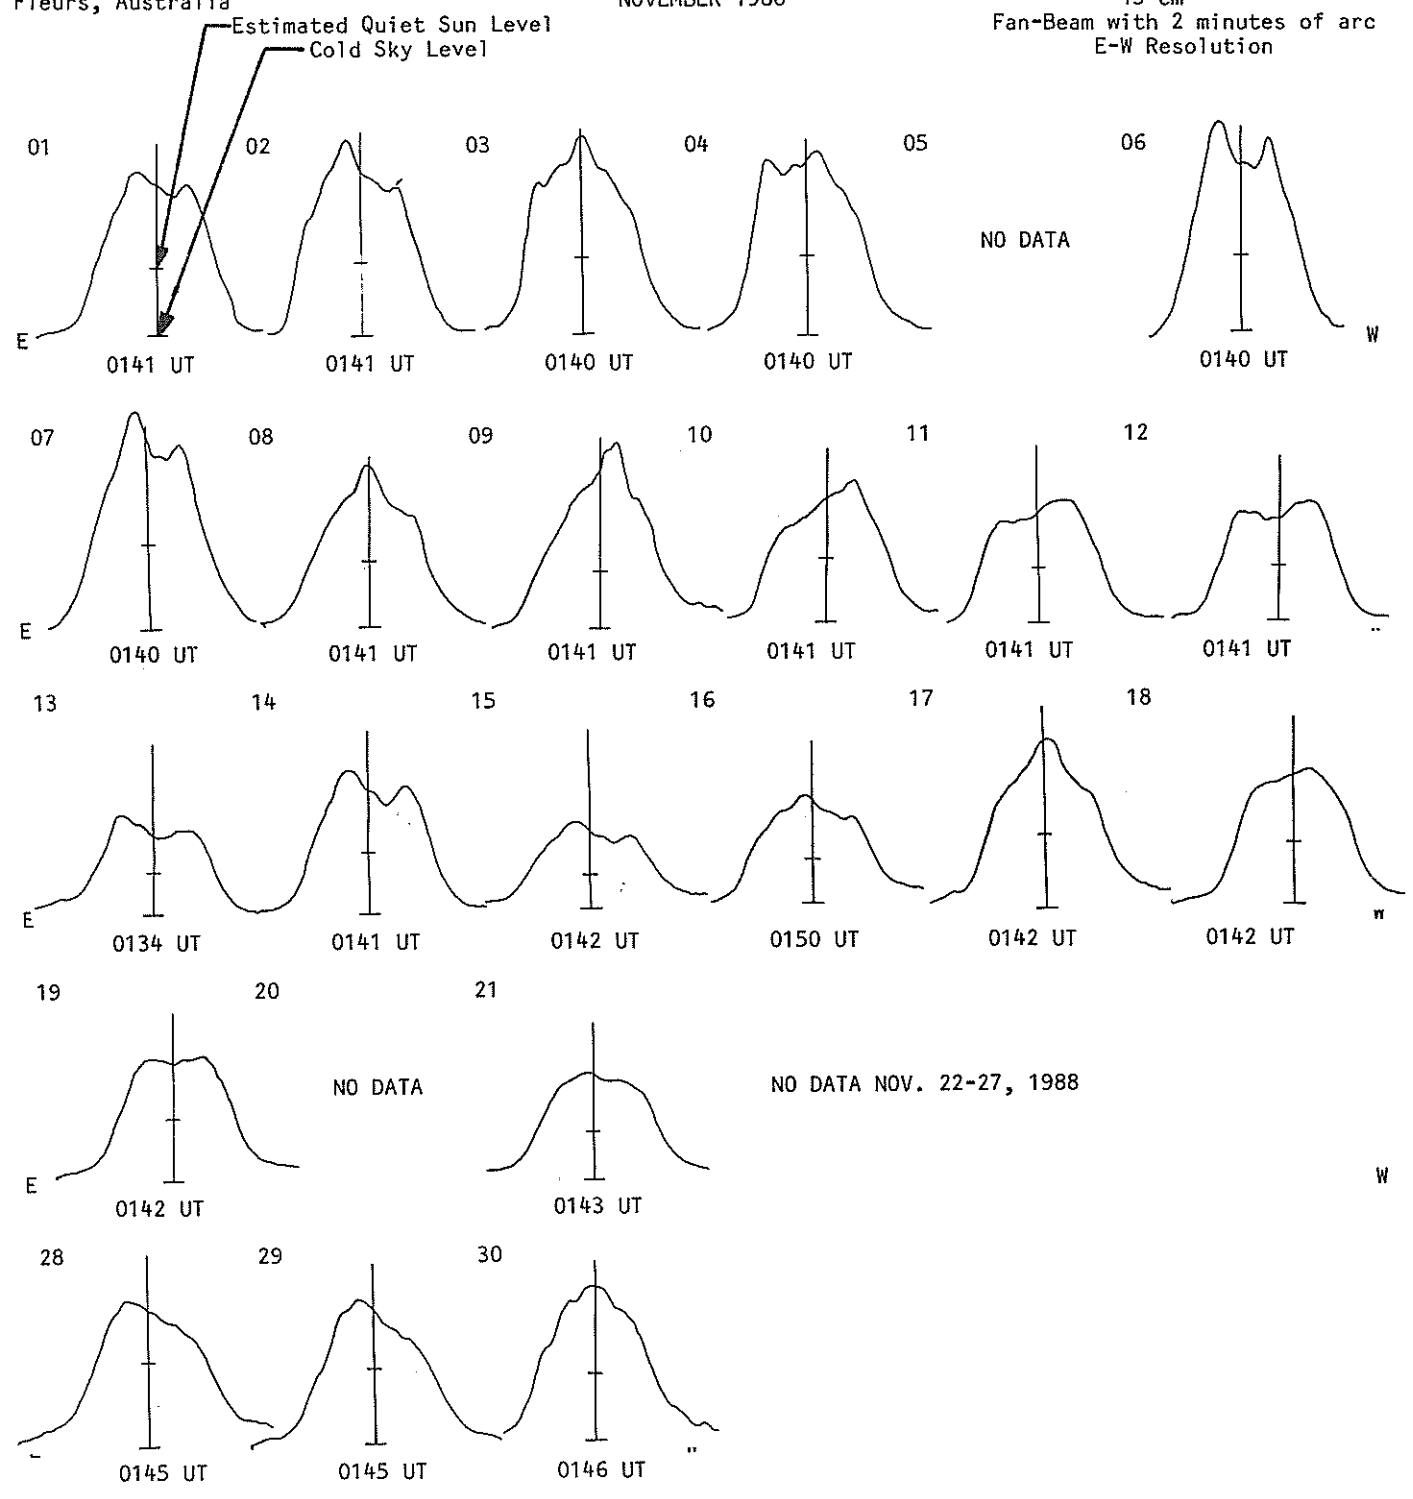 Fleurs, Australia
Estimated Quiet Sun Level
Cold Sky Level
Fan-Beam with 2 minutes of arc
E-W Resolution
01 02 03 04 05 06
NO DATA
E W
0141 UT 0141 UT 0140 UT 0140 UT 0140 UT
07 08 09 10 11 12
E
0140 UT 0141 UT 0141 UT 0141 UT 0141 UT 0141 UT
13 14 15 16 17 18
E W
0134 UT 0141 UT 0142 UT 0150 UT 0142 UT 0142 UT
19 20 21
NO DATA
NO DATA NOV. 22-27, 1988
E W
0142 UT 0143 UT
28 29 30
0145 UT 0145 UT 0146 UT